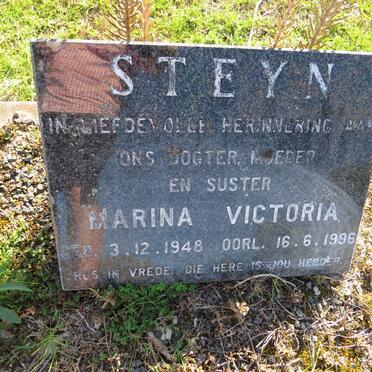 STEYN
IN LIEFDEVOLLE HERINNERING AAN
ONS DOGTER, MOEDER
EN SUSTER
MARINA VICTORIA
GEB. 3.12.1948 OORL. 16.6.1996
RUS IN VREDE, DIE HERE IS JOU HERDER